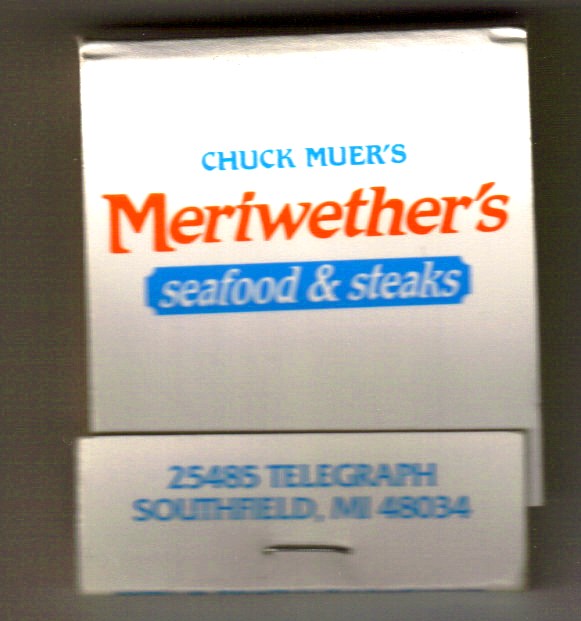 CHUCK MUER'S
Meriwether's
seafood & steaks
25485 TELEGRAPH
SOUTHFIELD, MI 48034